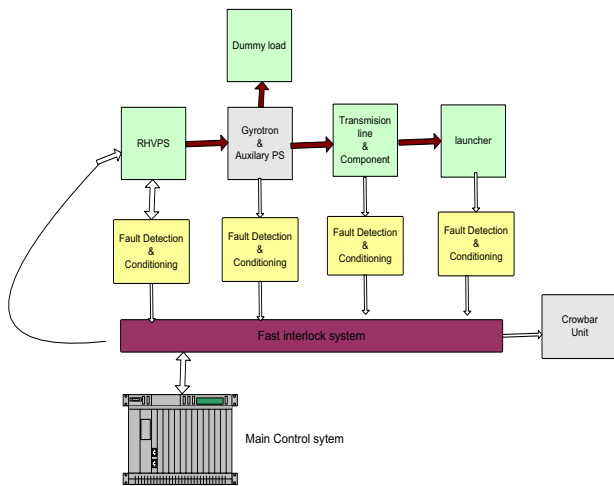 Dummy load
RHVPS
Gyrotron
&
Auxilary PS
Transmision
line
&
Component
launcher
Fault Detection
&
Conditioning
Fault Detection
&
Conditioning
Fault Detection
&
Conditioning
Fault Detection
&
Conditioning
Fast interlock system
Crowbar
Unit
Main Control sytem